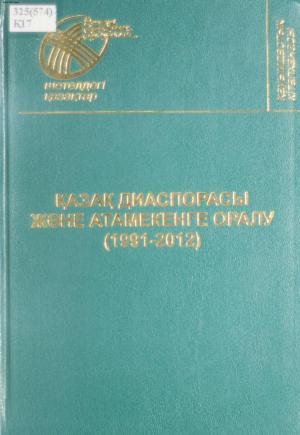 325(574)
К17
шетелдегі
қазақтар
ҚАЗАҚ ДИАСПОРАСЫ
ЖӘНЕ АТАМЕКЕНГЕ ОРАЛУ
(1991-2012)